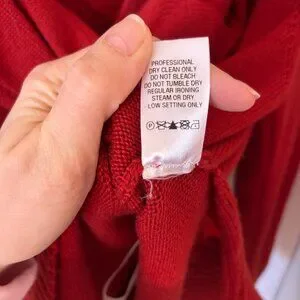 PROFESSIONAL
DRY CLEAN ONLY
DO NOT BLEACH
DO NOT TUMBLE DRY
REGULAR IRONING
STEAM OR DRY
- LOW SETTING ONLY